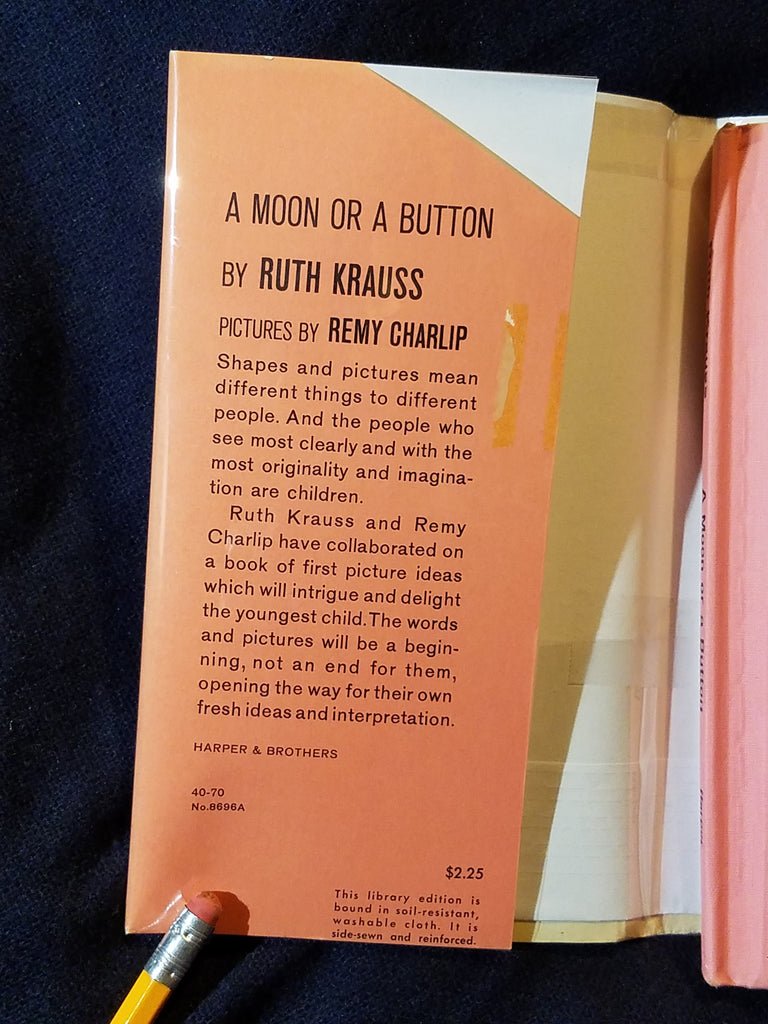 A MOON OR A BUTTON
BY RUTH KRAUSS
PICTURES BY REMY CHARLIP
Shapes and pictures mean
different things to different
people. And the people who
see most clearly and with the
most originality and imagina-
tion are children.
Ruth Krauss and Remy
Charlip have collaborated on
a book of first picture ideas
which will intrigue and delight
the youngest child. The words
and pictures will be a begin-
ning, not an end for them,
opening the way for their own
fresh ideas and interpretation.
HARPER & BROTHERS
40-70
No.8696A
$2.25
This library edition is
bound in soil-resistant,
washable cloth. It is
side-sewn and reinforced.
A Moon or a Button